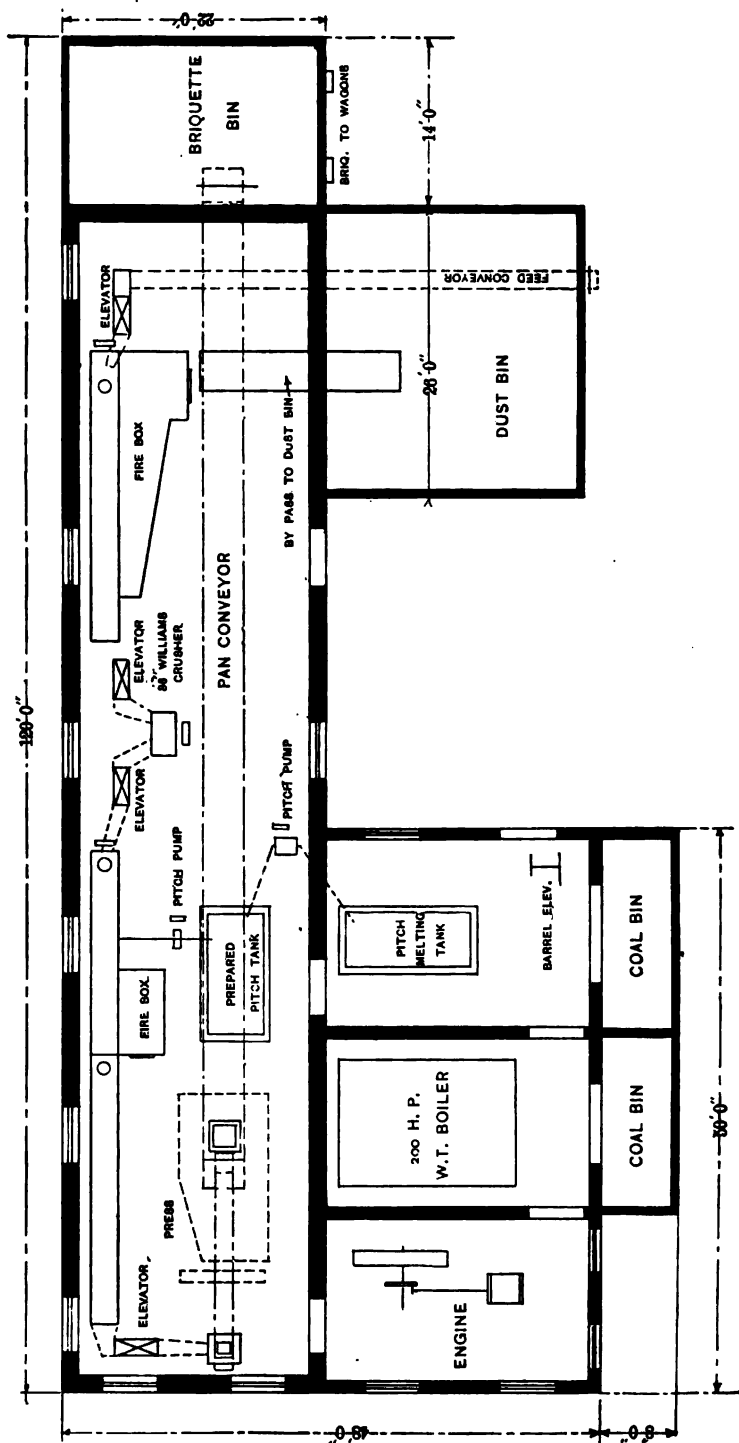 22'0"
BRIQUETTE
BIN
BRIQ. TO WAGONS
14'0"
ELEVATOR
FEED CONVEYOR
FIRE BOX
BY PASS TO DUST BIN
26'0"
DUST BIN
120'0"
ELEVATOR
36" WILLIAMS
CRUSHER
PAN CONVEYOR
ELEVATOR
PITCH PUMP
PITCH PUMP
FIRE BOX
PREPARED
PITCH TANK
PITCH
MELTING
TANK
BARREL ELEV.
COAL BIN
200 H. P.
W.T. BOILER
COAL BIN
50'0"
PRESS
ELEVATOR
ENGINE
48'0"
8'0"